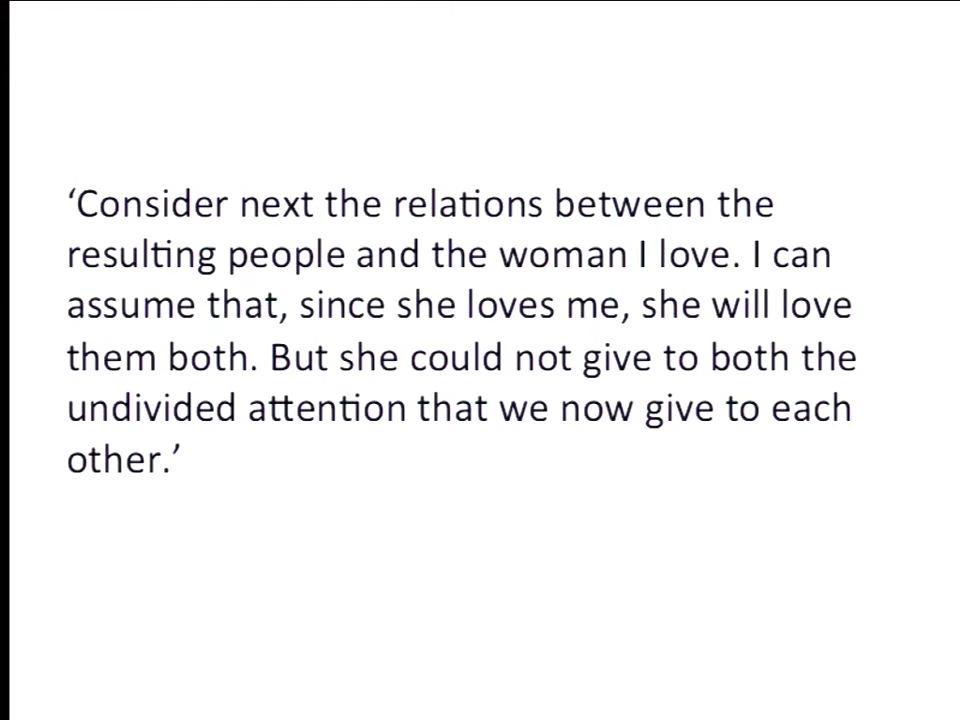 ‘Consider next the relations between the
resulting people and the woman I love. I can
assume that, since she loves me, she will love
them both. But she could not give to both the
undivided attention that we now give to each
other.’